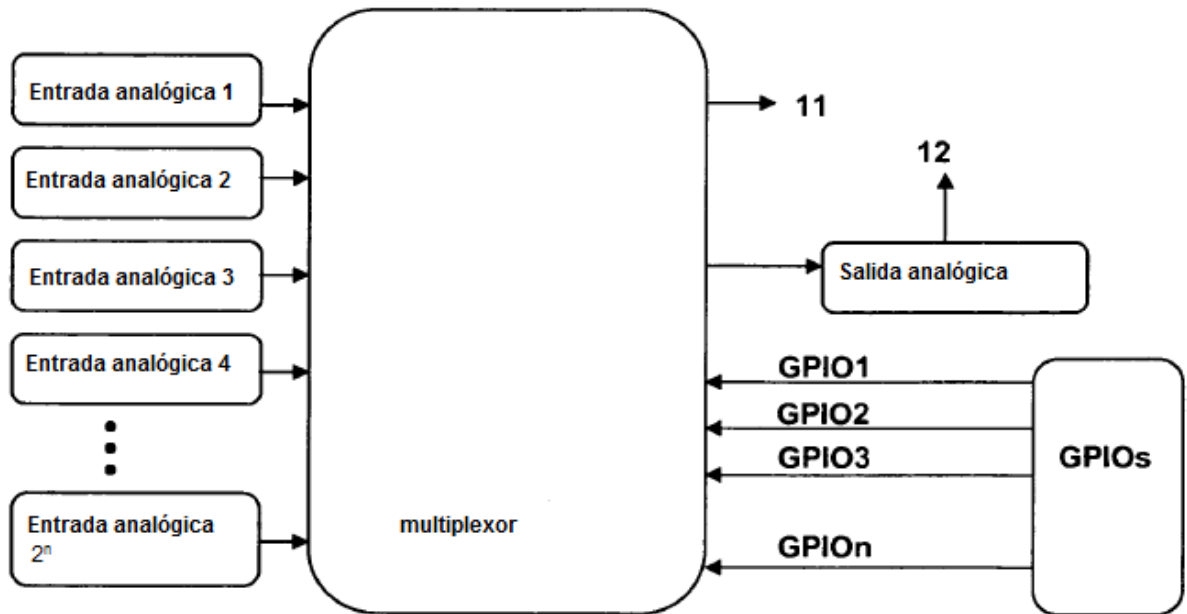 Entrada analógica 1
Entrada analógica 2
Entrada analógica 3
Entrada analógica 4
Entrada analógica
2ⁿ
multiplexor
11
12
Salida analógica
GPIO1
GPIO2
GPIO3
GPIOn
GPIOs